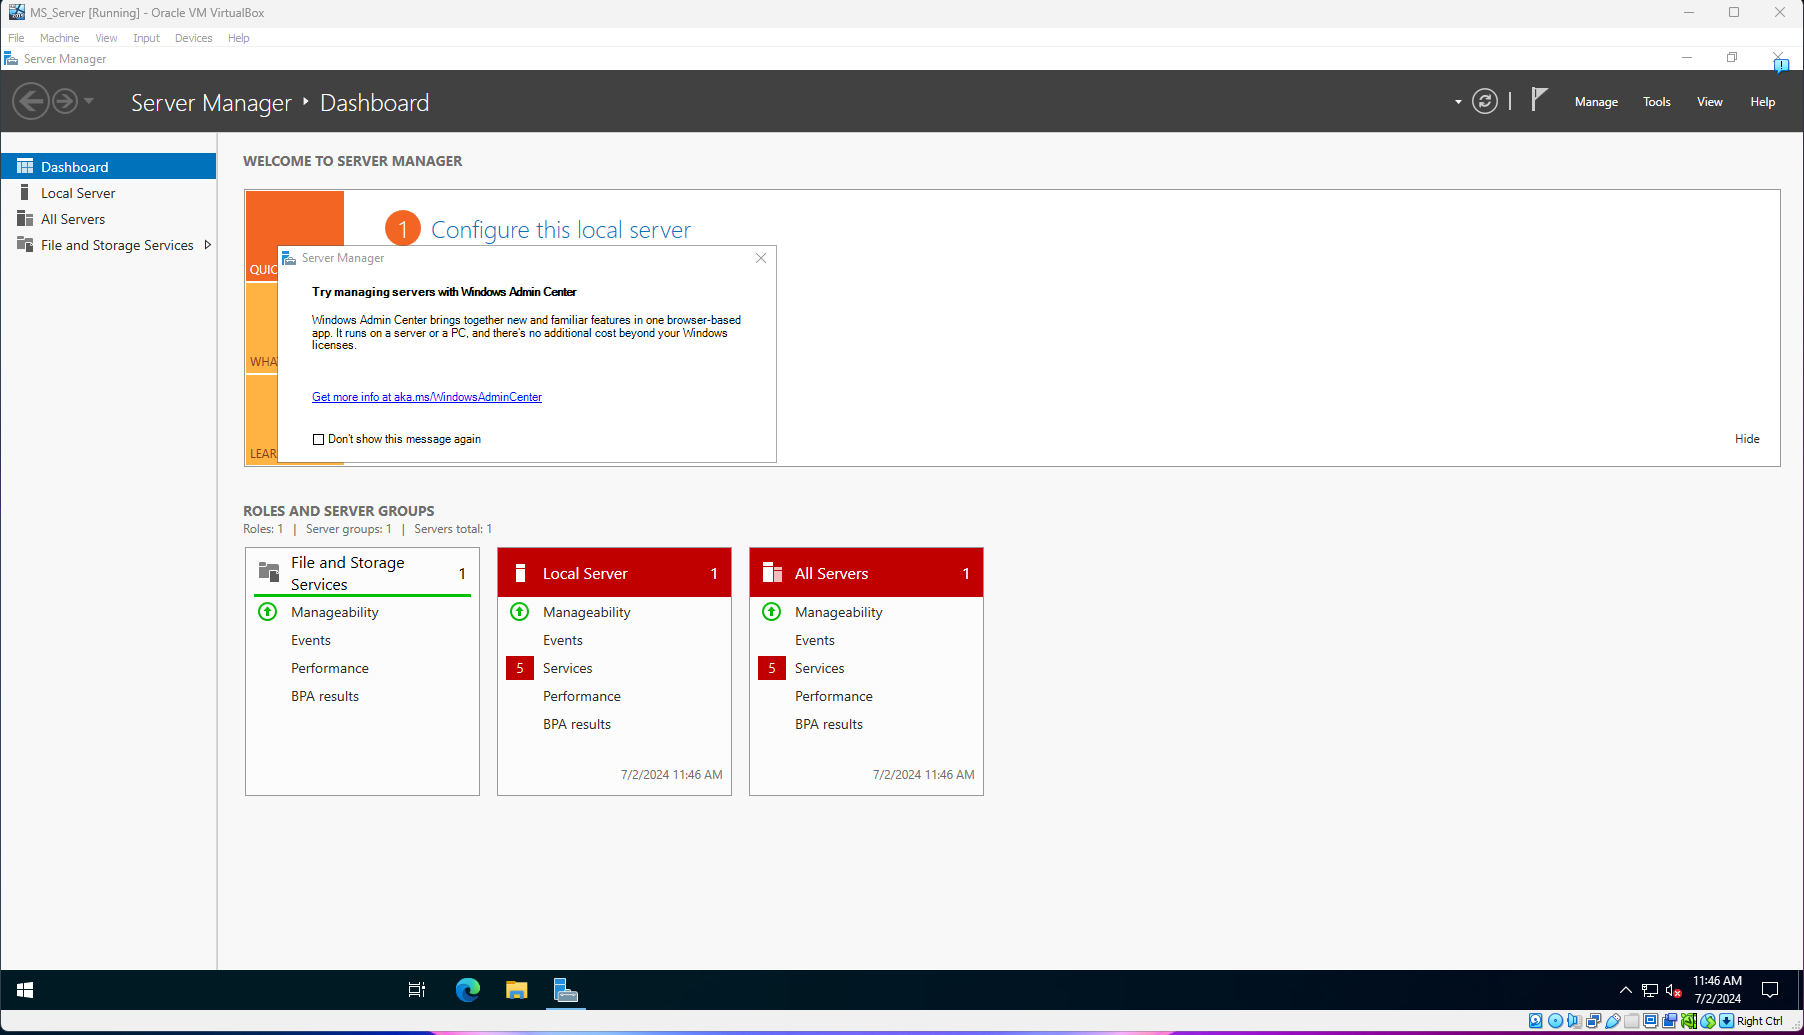 MS_Server [Running] - Oracle VM VirtualBox
File Machine View Input Devices Help
Server Manager
Server Manager Dashboard
Manage Tools View Help
Dashboard
Local Server
All Servers
File and Storage Services
WELCOME TO SERVER MANAGER
1 Configure this local server
QUIC
WHA
LEAR
Server Manager
Try managing servers with Windows Admin Center
Windows Admin Center brings together new and familiar features in one browser-based
app. It runs on a server or a PC, and there's no additional cost beyond your Windows
licenses.
Get more info at aka.ms/WindowsAdminCenter
Don't show this message again
Hide
ROLES AND SERVER GROUPS
Roles: 1 | Server groups: 1 | Servers total: 1
File and Storage
Services 1
Manageability
Events
Performance
BPA results
Local Server 1
Manageability
Events
5 Services
Performance
BPA results
7/2/2024 11:46 AM
All Servers 1
Manageability
Events
5 Services
Performance
BPA results
7/2/2024 11:46 AM
11:46 AM
7/2/2024
Right Ctrl